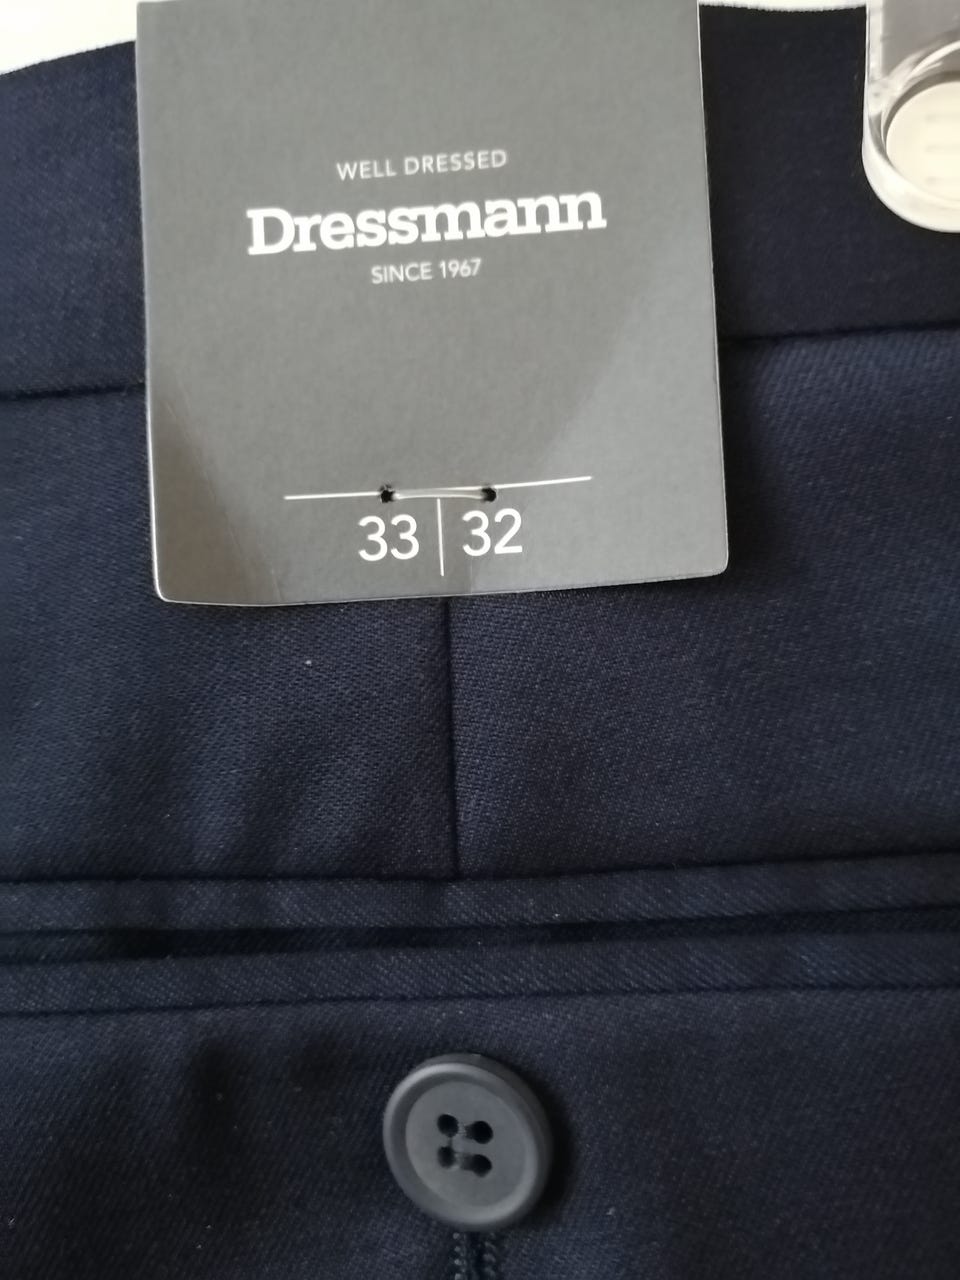 WELL DRESSED
Dressmann
SINCE 1967
33 | 32